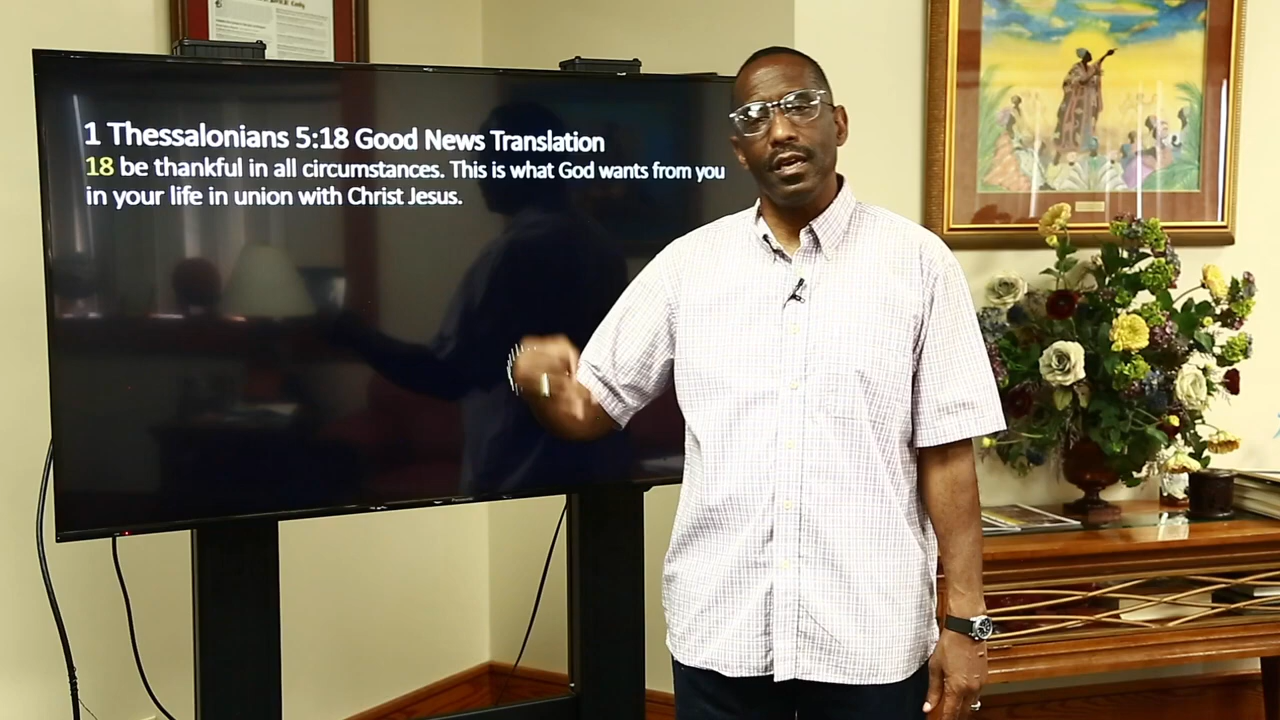 1 Thessalonians 5:18 Good News Translation
18 be thankful in all circumstances. This is what God wants from you
in your life in union with Christ Jesus.